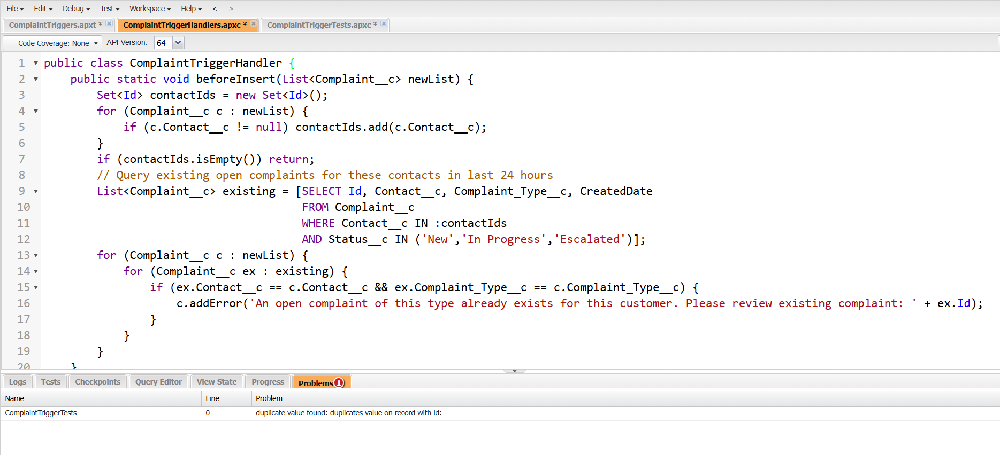 File Edit Debug Test Workspace Help < >
ComplaintTriggers.apxt * ComplaintTriggerHandlers.apxc * ComplaintTriggerTests.apxc *
Code Coverage: None API Version: 64
1 public class ComplaintTriggerHandler {
2 public static void beforeInsert(List<Complaint__c> newList) {
3 Set<Id> contactIds = new Set<Id>();
4 for (Complaint__c c : newList) {
5 if (c.Contact__c != null) contactIds.add(c.Contact__c);
6 }
7 if (contactIds.isEmpty()) return;
8 // Query existing open complaints for these contacts in last 24 hours
9 List<Complaint__c> existing = [SELECT Id, Contact__c, Complaint_Type__c, CreatedDate
10 FROM Complaint__c
11 WHERE Contact__c IN :contactIds
12 AND Status__c IN ('New','In Progress','Escalated')];
13 for (Complaint__c c : newList) {
14 for (Complaint__c ex : existing) {
15 if (ex.Contact__c == c.Contact__c && ex.Complaint_Type__c == c.Complaint_Type__c) {
16 c.addError('An open complaint of this type already exists for this customer. Please review existing complaint: ' + ex.Id);
17 }
18 }
19 }
20 }
Logs Tests Checkpoints Query Editor View State Progress Problems 1
Name Line Problem
ComplaintTriggerTests 0 duplicate value found: duplicates value on record with id: